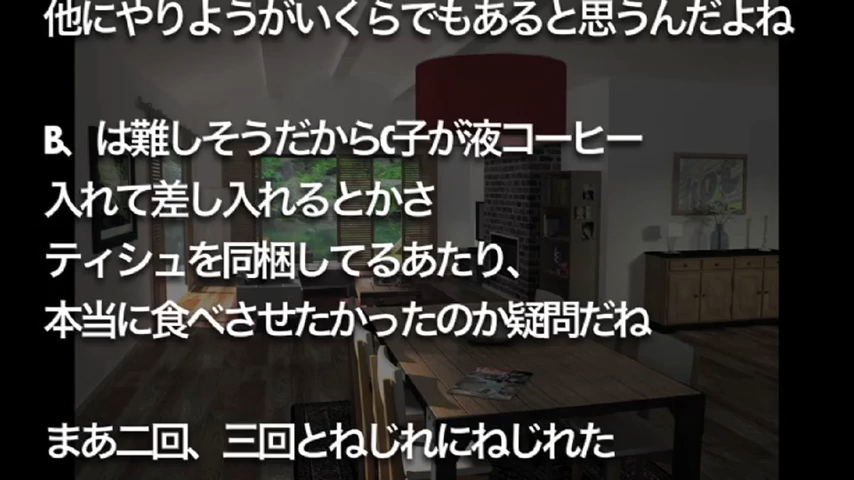 他にやりようがいくらでもあると思うんだよね
B、は難しそうだからC子が液コーヒー
入れて差し入れるとかさ
ティシュを同梱してるあたり、
本当に食べさせたかったのか疑問だね
まあ二回、三回とねじれにねじれた